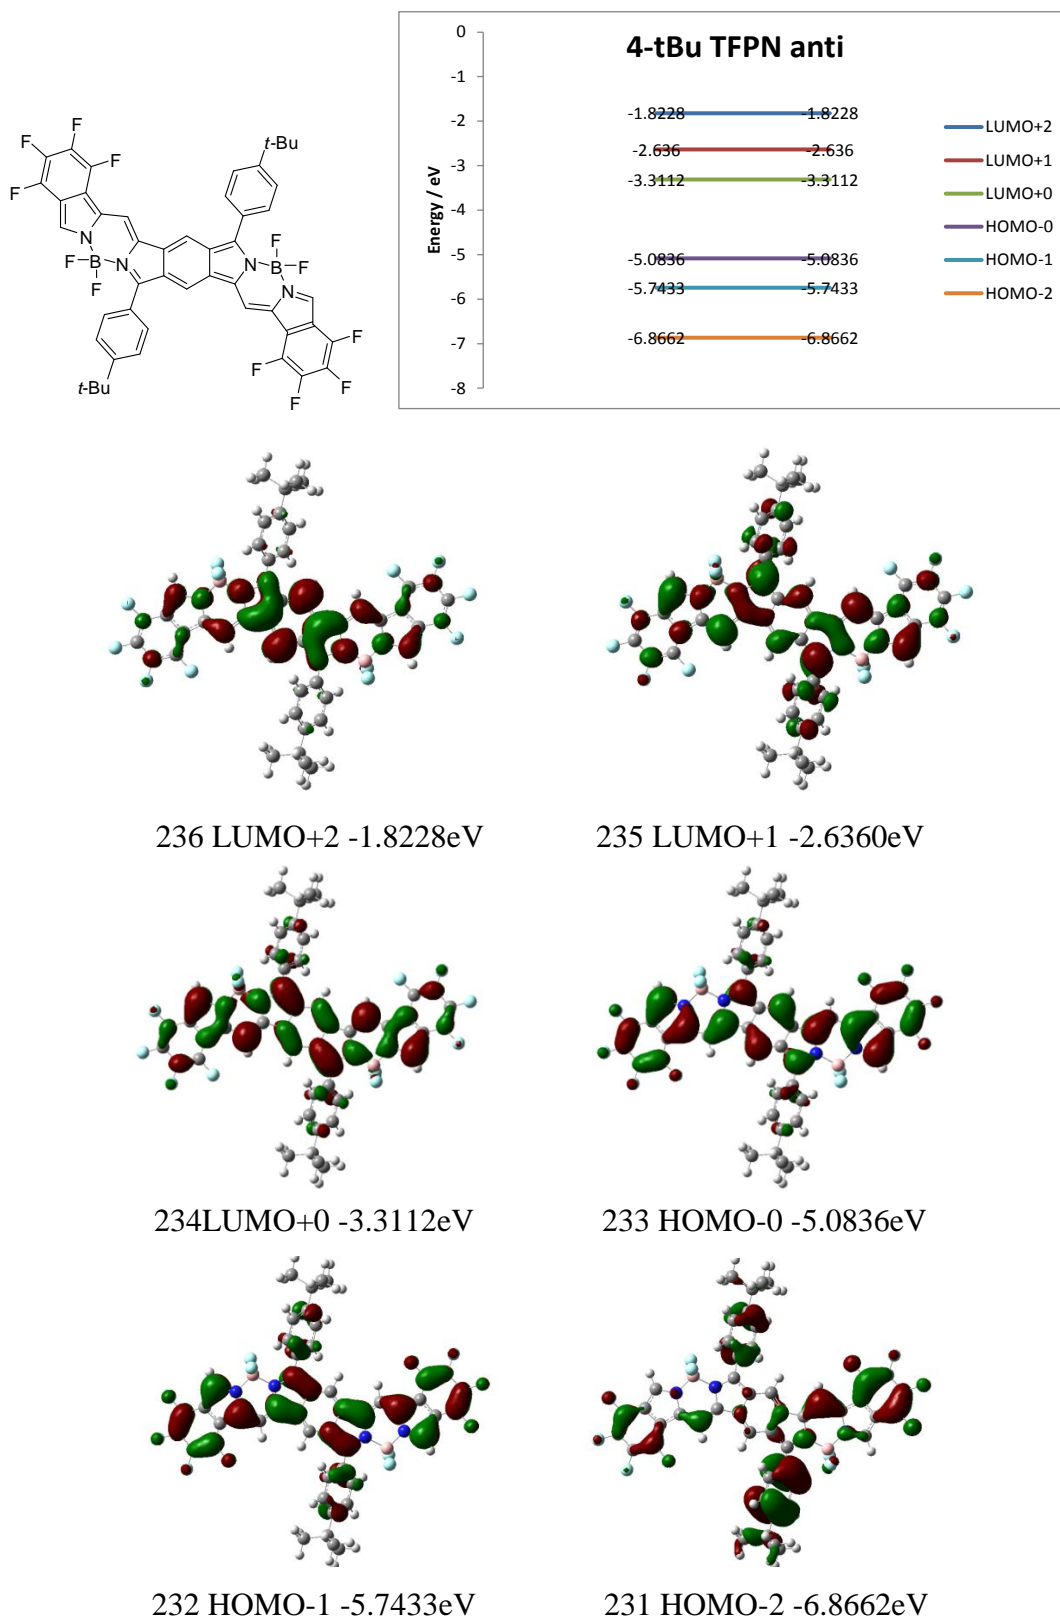 4-tBu TFPN anti
Energy / eV
0
-1
-2
-3
-4
-5
-6
-7
-8
-1.8228 -1.8228
-2.636 -2.636
-3.3112 -3.3112
-5.0836 -5.0836
-5.7433 -5.7433
-6.8662 -6.8662
LUMO+2
LUMO+1
LUMO+0
HOMO-0
HOMO-1
HOMO-2
F
F
F
F
t-Bu
N
F
B
N
F
F
N
B
F
N
t-Bu
F
F
F
F
236 LUMO+2 -1.8228eV
235 LUMO+1 -2.6360eV
234LUMO+0 -3.3112eV
233 HOMO-0 -5.0836eV
232 HOMO-1 -5.7433eV
231 HOMO-2 -6.8662eV